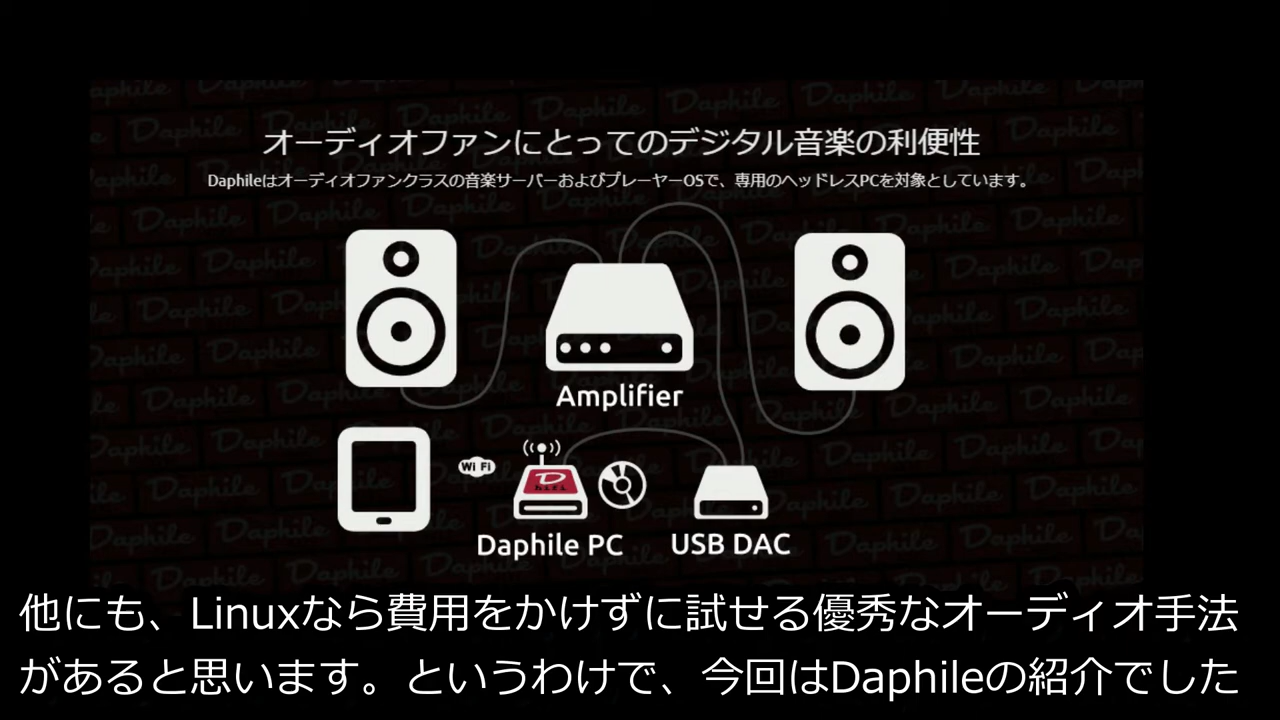 オーディオファンにとってのデジタル音楽の利便性
Daphileはオーディオファンクラスの音楽サーバーおよびプレーヤーOSで、専用のヘッドレスPCを対象としています。
Amplifier
Wi Fi
D
hifi
Daphile PC
USB DAC
他にも、Linuxなら費用をかけずに試せる優秀なオーディオ手法
があると思います。というわけで、今回はDaphileの紹介でした